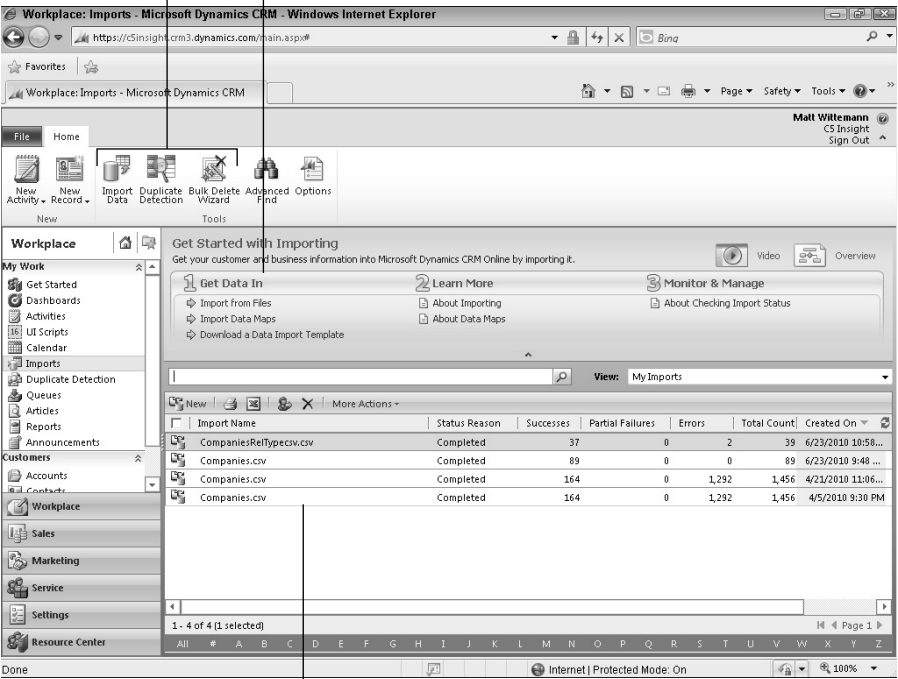 Workplace: Imports - Microsoft Dynamics CRM - Windows Internet Explorer
https://c5insight.crm3.dynamics.com/main.aspx#
Bing
Favorites
Workplace: Imports - Microsoft Dynamics CRM
Page Safety Tools
Matt Wittemann
C5 Insight
Sign Out
File Home
New Activity
New Record
Import Data
Duplicate Detection
Bulk Delete Wizard
Advanced Find
Options
New Tools
Workplace
My Work
Get Started
Dashboards
Activities
16 UI Scripts
Calendar
Imports
Duplicate Detection
Queues
Articles
Reports
Announcements
Customers
Accounts
Contacts
Workplace
Sales
Marketing
Service
Settings
Resource Center
Get Started with Importing
Get your customer and business information into Microsoft Dynamics CRM Online by importing it.
Video Overview
1 Get Data In
Import from Files
Import Data Maps
Download a Data Import Template
2 Learn More
About Importing
About Data Maps
3 Monitor & Manage
About Checking Import Status
View: My Imports
New More Actions
Import Name Status Reason Successes Partial Failures Errors Total Count Created On
CompaniesRelTypecsv.csv Completed 37 0 2 39 6/23/2010 10:58...
Companies.csv Completed 89 0 0 89 6/23/2010 9:48 ...
Companies.csv Completed 164 0 1,292 1,456 4/21/2010 11:06...
Companies.csv Completed 164 0 1,292 1,456 4/5/2010 9:30 PM
1 - 4 of 4 (1 selected) Page 1
All # A B C D E F G H I J K L M N O P Q R S T U V W X Y Z
Done Internet | Protected Mode: On 100%